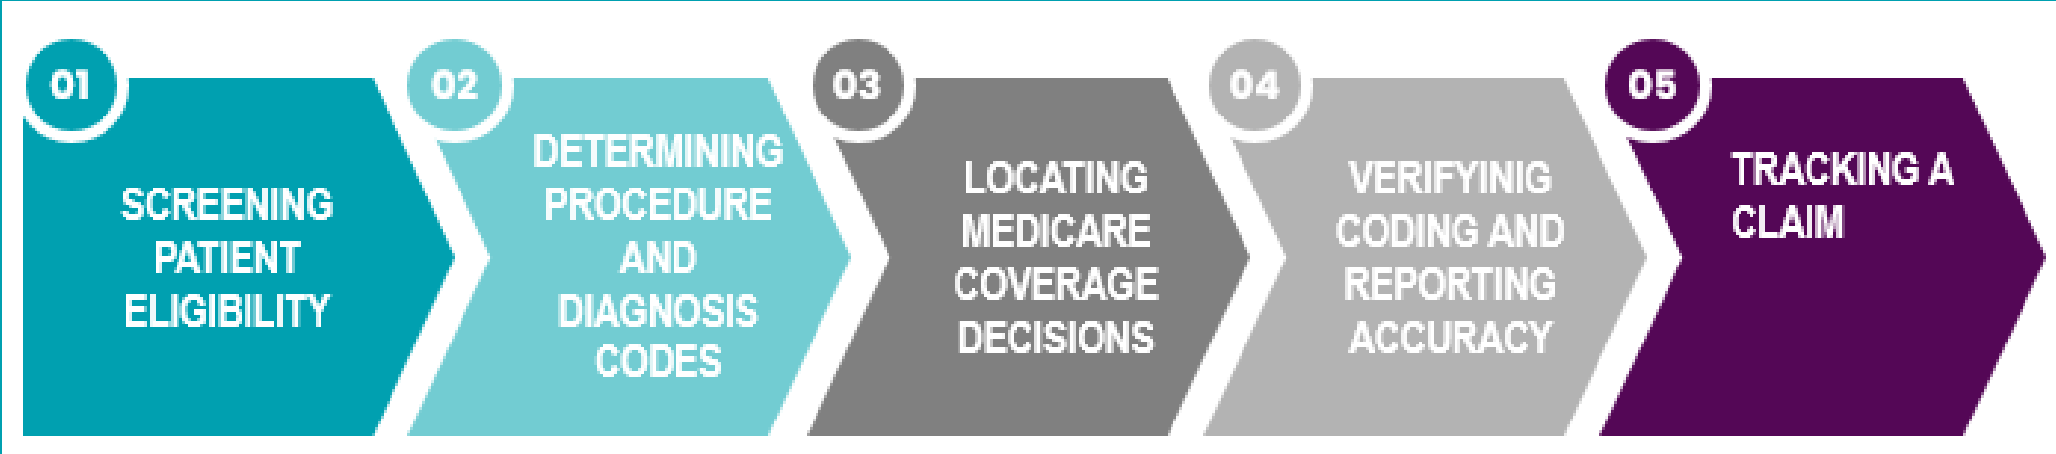 01
SCREENING
PATIENT
ELIGIBILITY
02
DETERMINING
PROCEDURE
AND
DIAGNOSIS
CODES
03
LOCATING
MEDICARE
COVERAGE
DECISIONS
04
VERIFYINIG
CODING AND
REPORTING
ACCURACY
05
TRACKING A
CLAIM